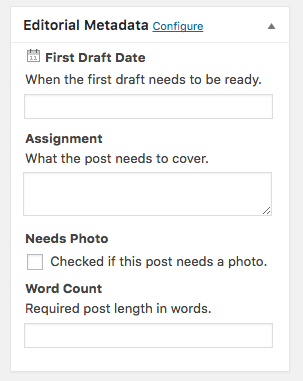 Editorial Metadata Configure
First Draft Date
When the first draft needs to be ready.
Assignment
What the post needs to cover.
Needs Photo
Checked if this post needs a photo.
Word Count
Required post length in words.